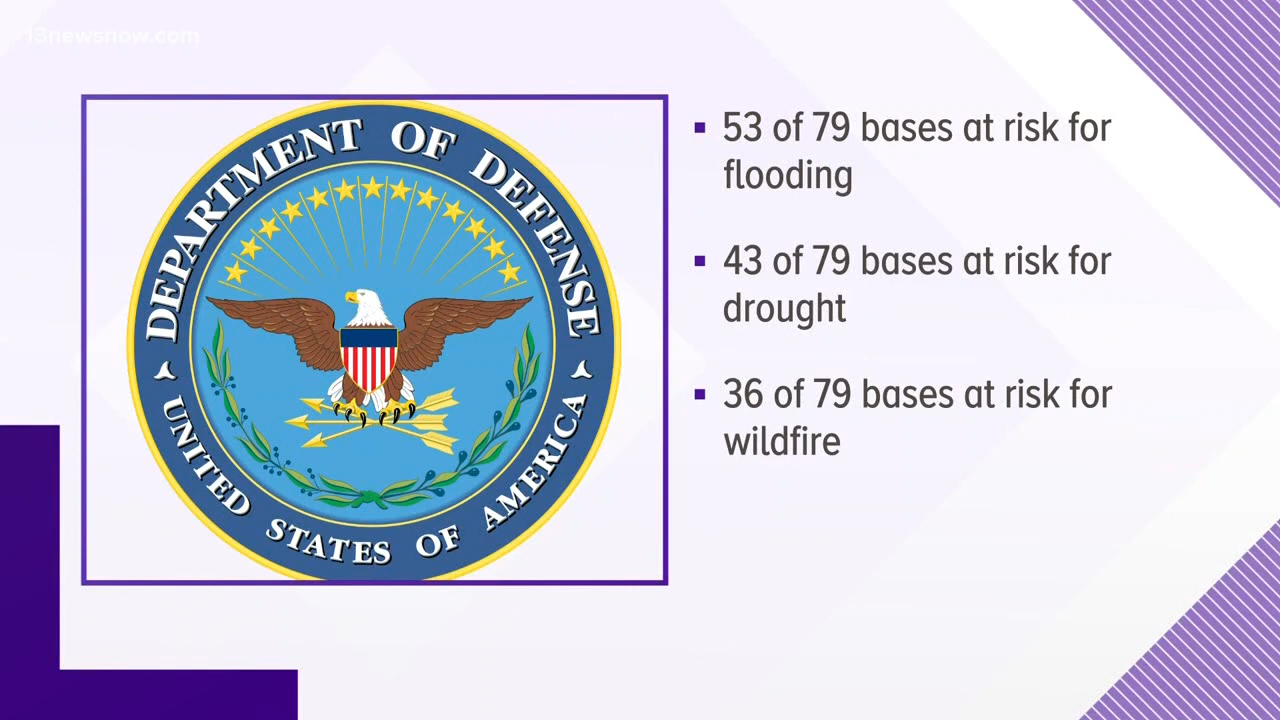 13newsnow.com
DEPARTMENT OF DEFENSE
UNITED STATES OF AMERICA
▪ 53 of 79 bases at risk for
flooding
▪ 43 of 79 bases at risk for
drought
▪ 36 of 79 bases at risk for
wildfire